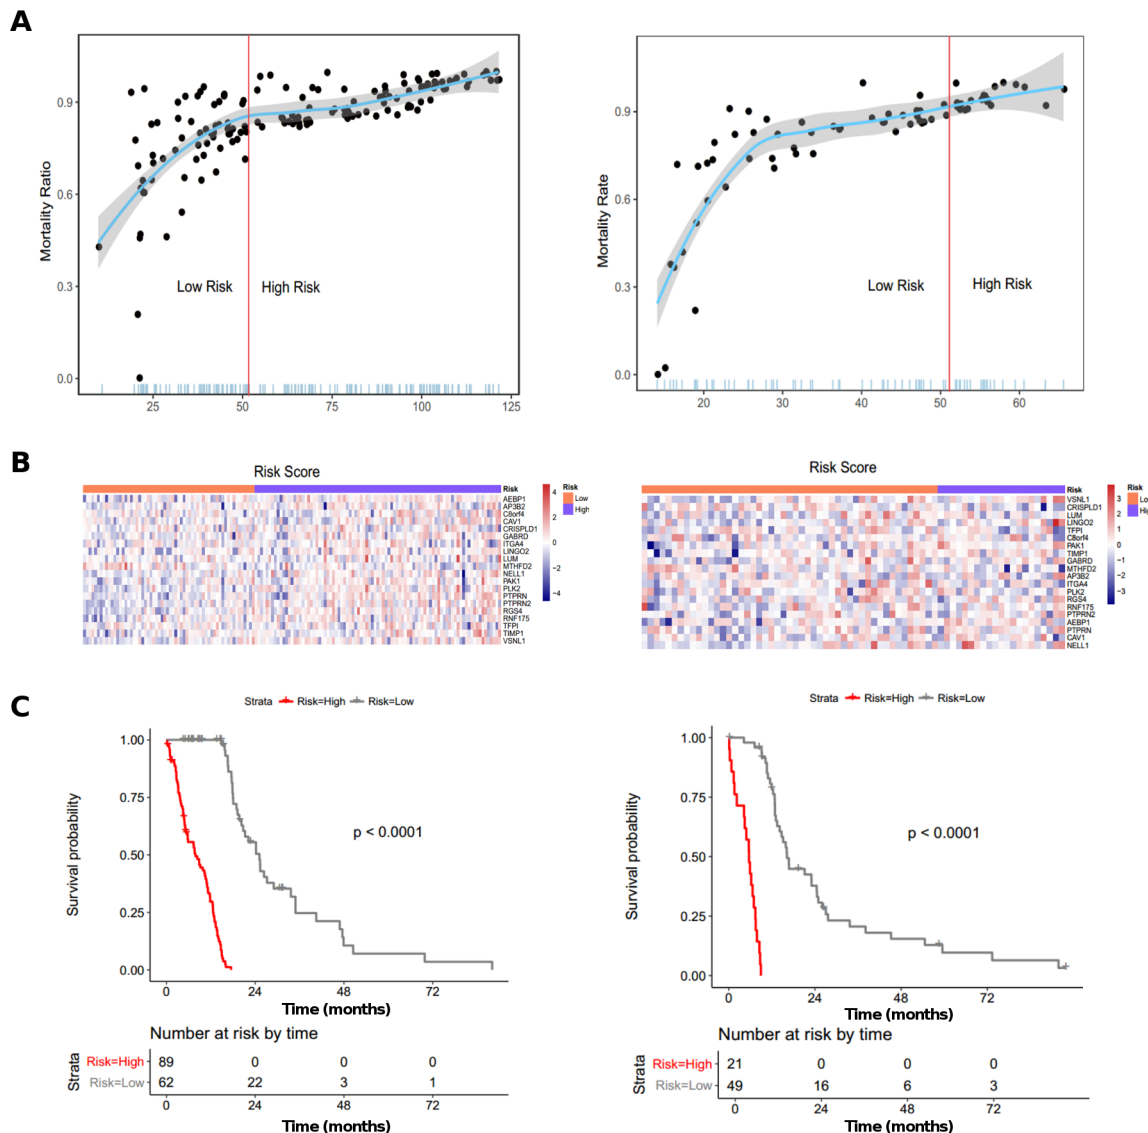 A
Mortality Ratio
0.9
0.6
0.3
0.0
Low Risk
High Risk
25
50
75
100
125
Mortality Rate
0.9
0.6
0.3
0.0
Low Risk
High Risk
20
30
40
50
60
B
Risk Score
Risk
AEBP1
AP3B2
C8orf4
CAV1
CRISPLD1
GABRD
ITGA4
LINGO2
LUM
MTHFD2
NELL1
PAK1
PLK2
PTPRN
PTPRN2
RGS4
RNF175
TFPI
TIMP1
VSNL1
4
2
0
−2
−4
Risk
Low
High
Risk Score
Risk
VSNL1
CRISPLD1
LUM
LINGO2
TFPI
C8orf4
PAK1
TIMP1
GABRD
MTHFD2
AP3B2
ITGA4
PLK2
RGS4
RNF175
PTPRN2
AEBP1
PTPRN
CAV1
NELL1
3
2
1
0
−1
−2
−3
Risk
Lo
Hig
C
Strata Risk=High Risk=Low
Survival probability
1.00
0.75
0.50
0.25
0.00
p < 0.0001
0 24 48 72
Time (months)
Number at risk by time
Strata
Risk=High 89 0 0 0
Risk=Low 62 22 3 1
0 24 48 72
Time (months)
Strata Risk=High Risk=Low
Survival probability
1.00
0.75
0.50
0.25
0.00
p < 0.0001
0 24 48 72
Time (months)
Number at risk by time
Strata
Risk=High 21 0 0 0
Risk=Low 49 16 6 3
0 24 48 72
Time (months)